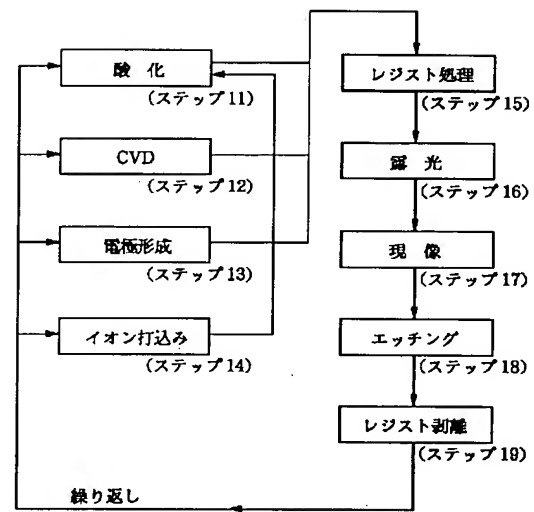 酸 化
(ステップ11)
CVD
(ステップ12)
電極形成
(ステップ13)
イオン打込み
(ステップ14)
レジスト処理
(ステップ15)
露 光
(ステップ16)
現 像
(ステップ17)
エッチング
(ステップ18)
レジスト剥離
(ステップ19)
繰り返し